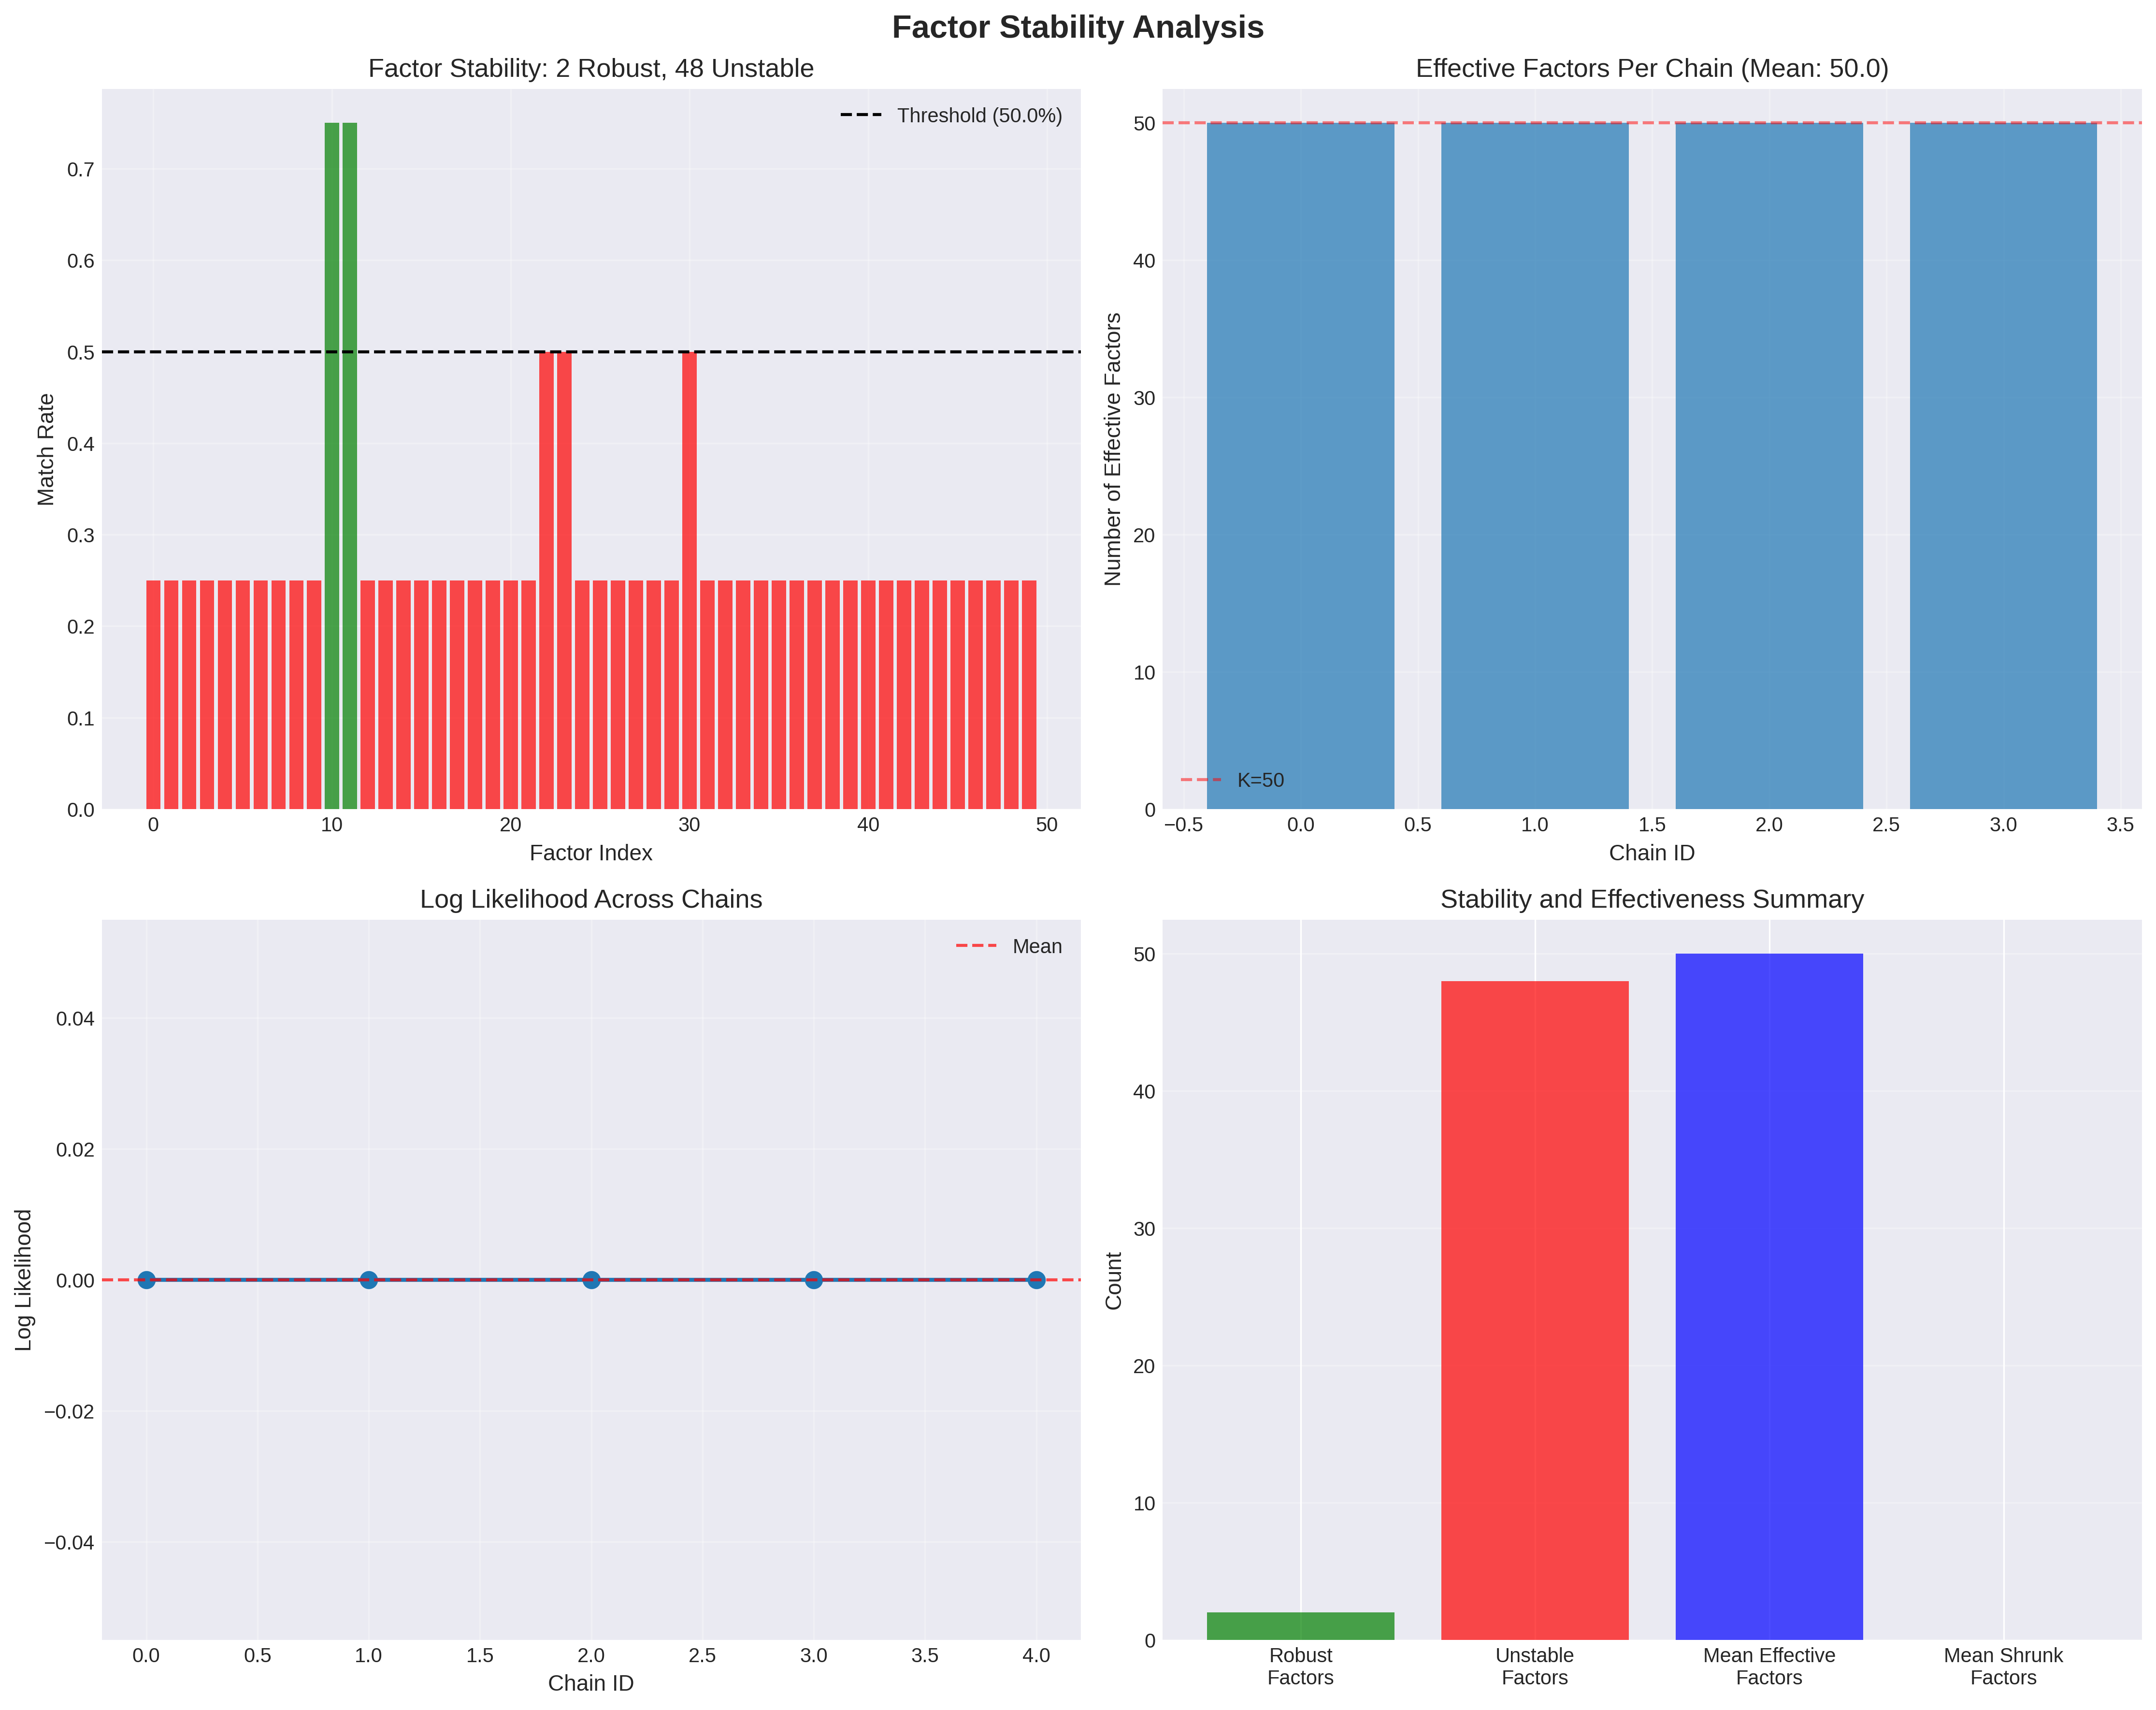 Factor Stability Analysis
Factor Stability: 2 Robust, 48 Unstable
Threshold (50.0%)
Match Rate
0.7
0.6
0.5
0.4
0.3
0.2
0.1
0.0
0 10 20 30 40 50
Factor Index
Effective Factors Per Chain (Mean: 50.0)
Number of Effective Factors
50
40
30
20
10
0
K=50
−0.5 0.0 0.5 1.0 1.5 2.0 2.5 3.0 3.5
Chain ID
Log Likelihood Across Chains
Mean
Log Likelihood
0.04
0.02
0.00
−0.02
−0.04
0.0 0.5 1.0 1.5 2.0 2.5 3.0 3.5 4.0
Chain ID
Stability and Effectiveness Summary
Count
50
40
30
20
10
0
Robust
Factors
Unstable
Factors
Mean Effective
Factors
Mean Shrunk
Factors